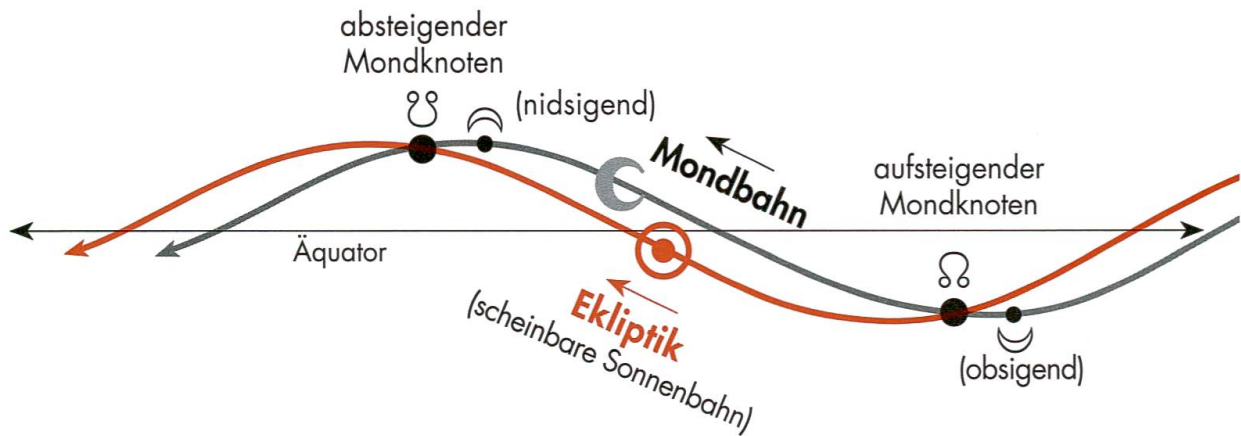 absteigender
Mondknoten
☋
(nidsigend)
Mondbahn
aufsteigender
Mondknoten
Äquator
☊
Ekliptik
(scheinbare Sonnenbahn)
(obsigend)